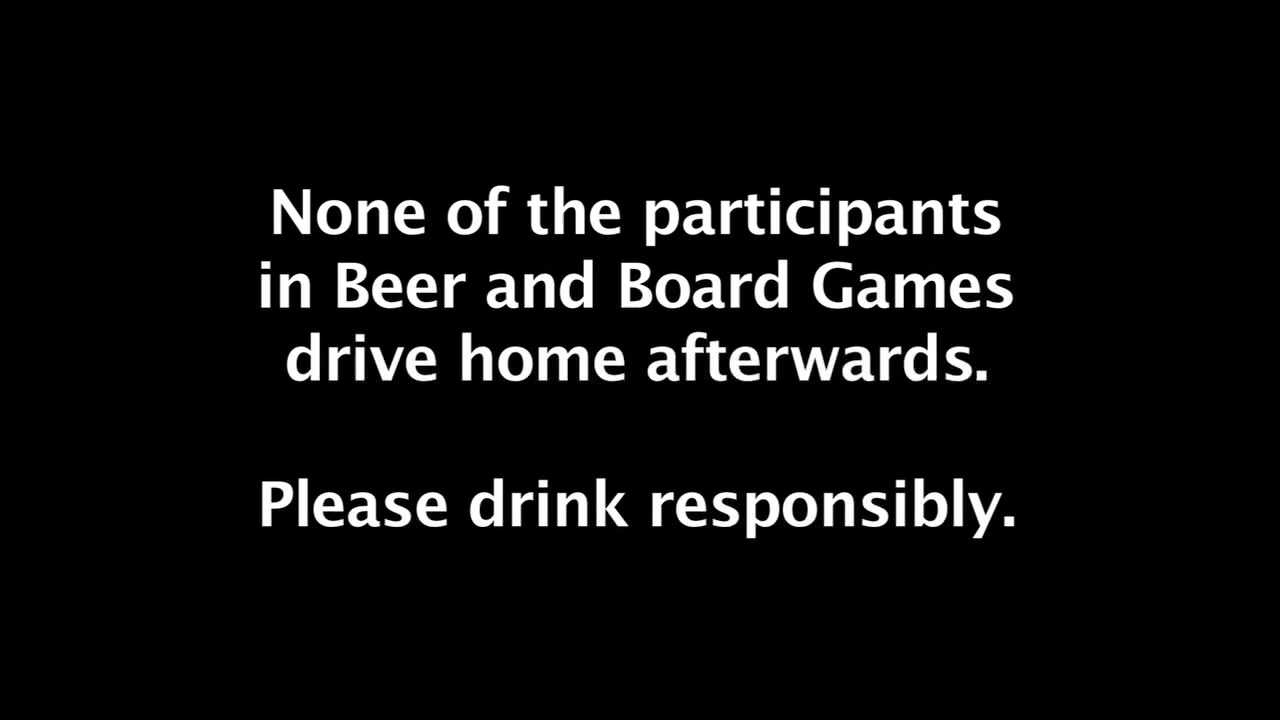 None of the participants
in Beer and Board Games
drive home afterwards.
Please drink responsibly.